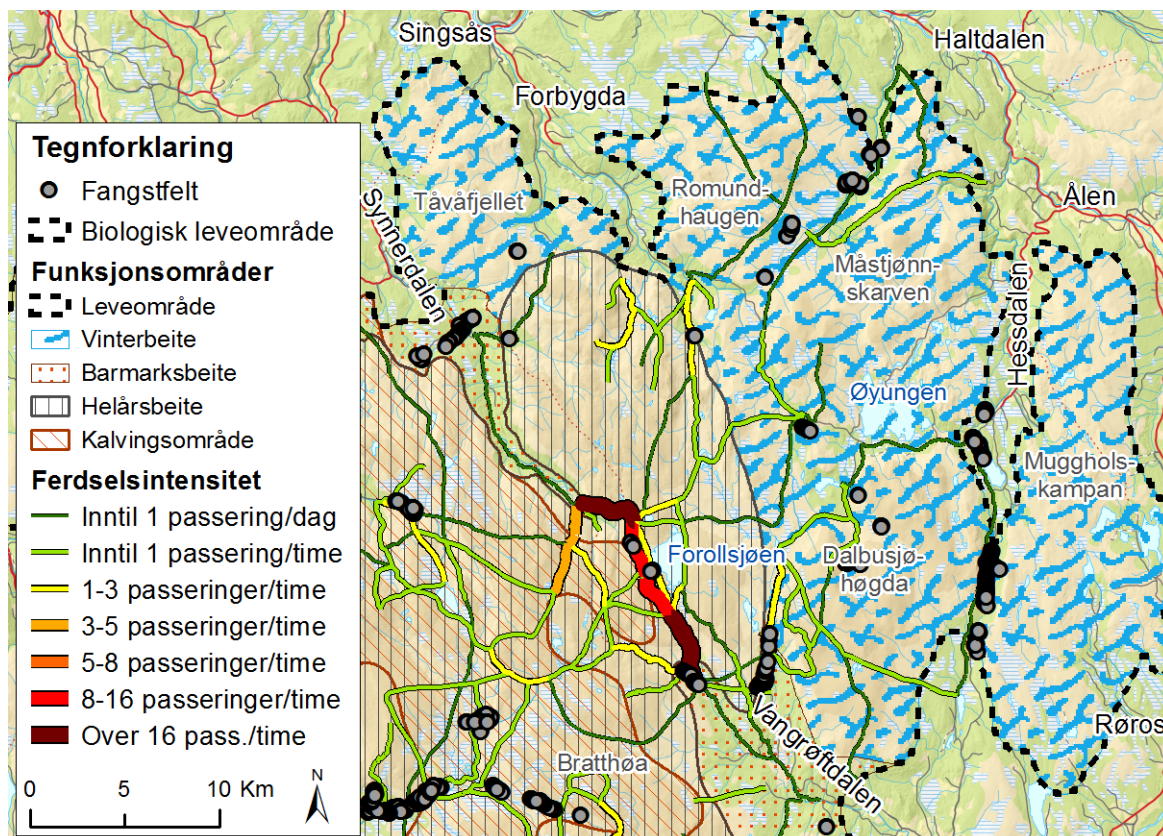 Singsås
Haltdalen
Forbygda
Tegnforklaring
Fangstfelt
Biologisk leveområde
Funksjonsområder
Leveområde
Vinterbeite
Barmarksbeite
Helårsbeite
Kalvingsområde
Ferdselsintensitet
Inntil 1 passering/dag
Inntil 1 passering/time
1-3 passeringer/time
3-5 passeringer/time
5-8 passeringer/time
8-16 passeringer/time
Over 16 pass./time
0 5 10 Km
N
Synnerdalen
Tåvåfjellet
Romund-
haugen
Ålen
Måstjønn-
skarven
Hessdalen
Øyungen
Mugghols-
kampan
Forollsjøen
Dalbusjø-
høgda
Vangrøftdalen
Røros
Bratthøa